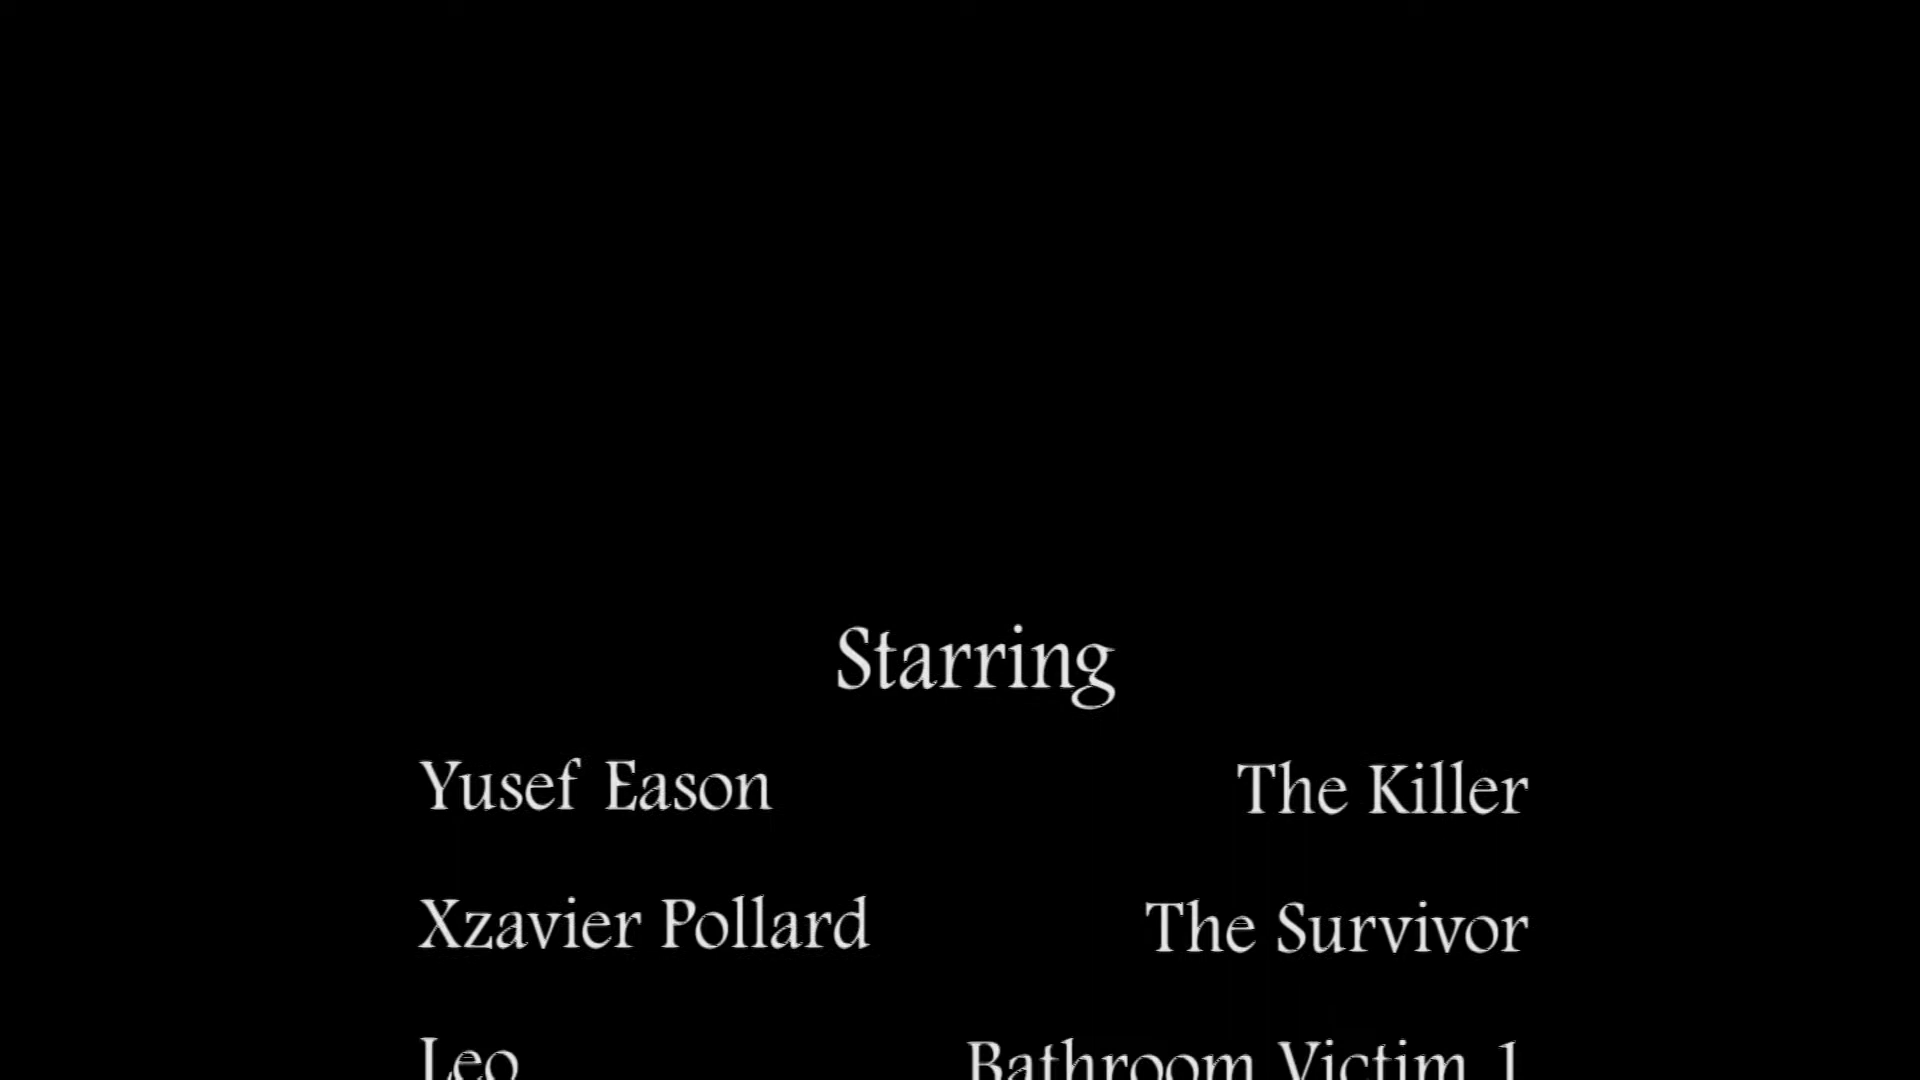 Starring
Yusef Eason The Killer
Xzavier Pollard The Survivor
Leo Bathroom Victim 1